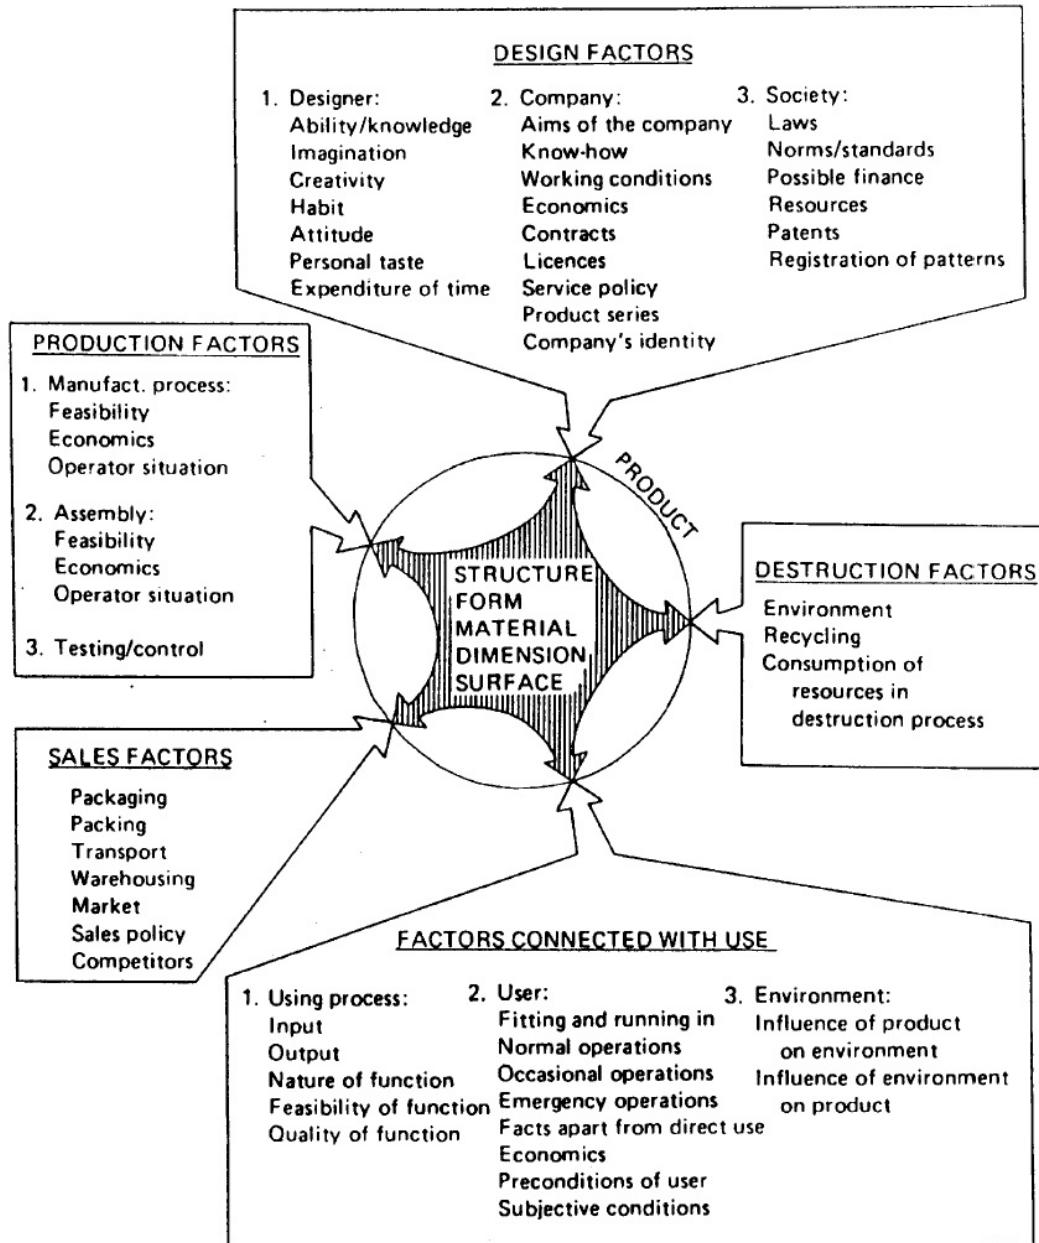 DESIGN FACTORS
1. Designer:
Ability/knowledge
Imagination
Creativity
Habit
Attitude
Personal taste
Expenditure of time
2. Company:
Aims of the company
Know-how
Working conditions
Economics
Contracts
Licences
Service policy
Product series
Company's identity
3. Society:
Laws
Norms/standards
Possible finance
Resources
Patents
Registration of patterns
PRODUCTION FACTORS
1. Manufact. process:
Feasibility
Economics
Operator situation
2. Assembly:
Feasibility
Economics
Operator situation
3. Testing/control
PRODUCT
STRUCTURE
FORM
MATERIAL
DIMENSION
SURFACE
DESTRUCTION FACTORS
Environment
Recycling
Consumption of
resources in
destruction process
SALES FACTORS
Packaging
Packing
Transport
Warehousing
Market
Sales policy
Competitors
FACTORS CONNECTED WITH USE
1. Using process:
Input
Output
Nature of function
Feasibility of function
Quality of function
2. User:
Fitting and running in
Normal operations
Occasional operations
Emergency operations
Facts apart from direct use
Economics
Preconditions of user
Subjective conditions
3. Environment:
Influence of product
on environment
Influence of environment
on product